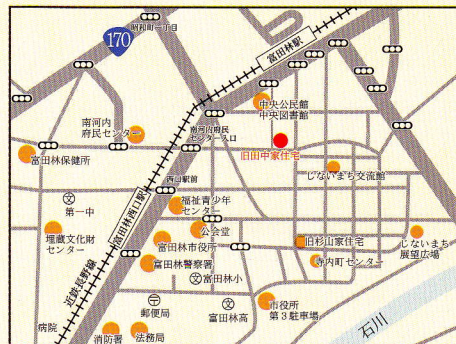 昭和町一丁目
170
富田林駅
中央公民館
中央図書館
南河内
府民センター
南河内府民
センター入口
旧田中家住宅
富田林保健所
じないまち交流館
西口駅前
文
第一中
富田林西口駅
福祉青少年
センター
公会堂
埋蔵文化財
センター
富田林市役所
旧杉山家住宅
じないまち
展望広場
近鉄長野線
富田林警察署
寺内町センター
文
富田林小
〒
郵便局
文
富田林高
市役所
第3駐車場
病院
消防署
法務局
石川